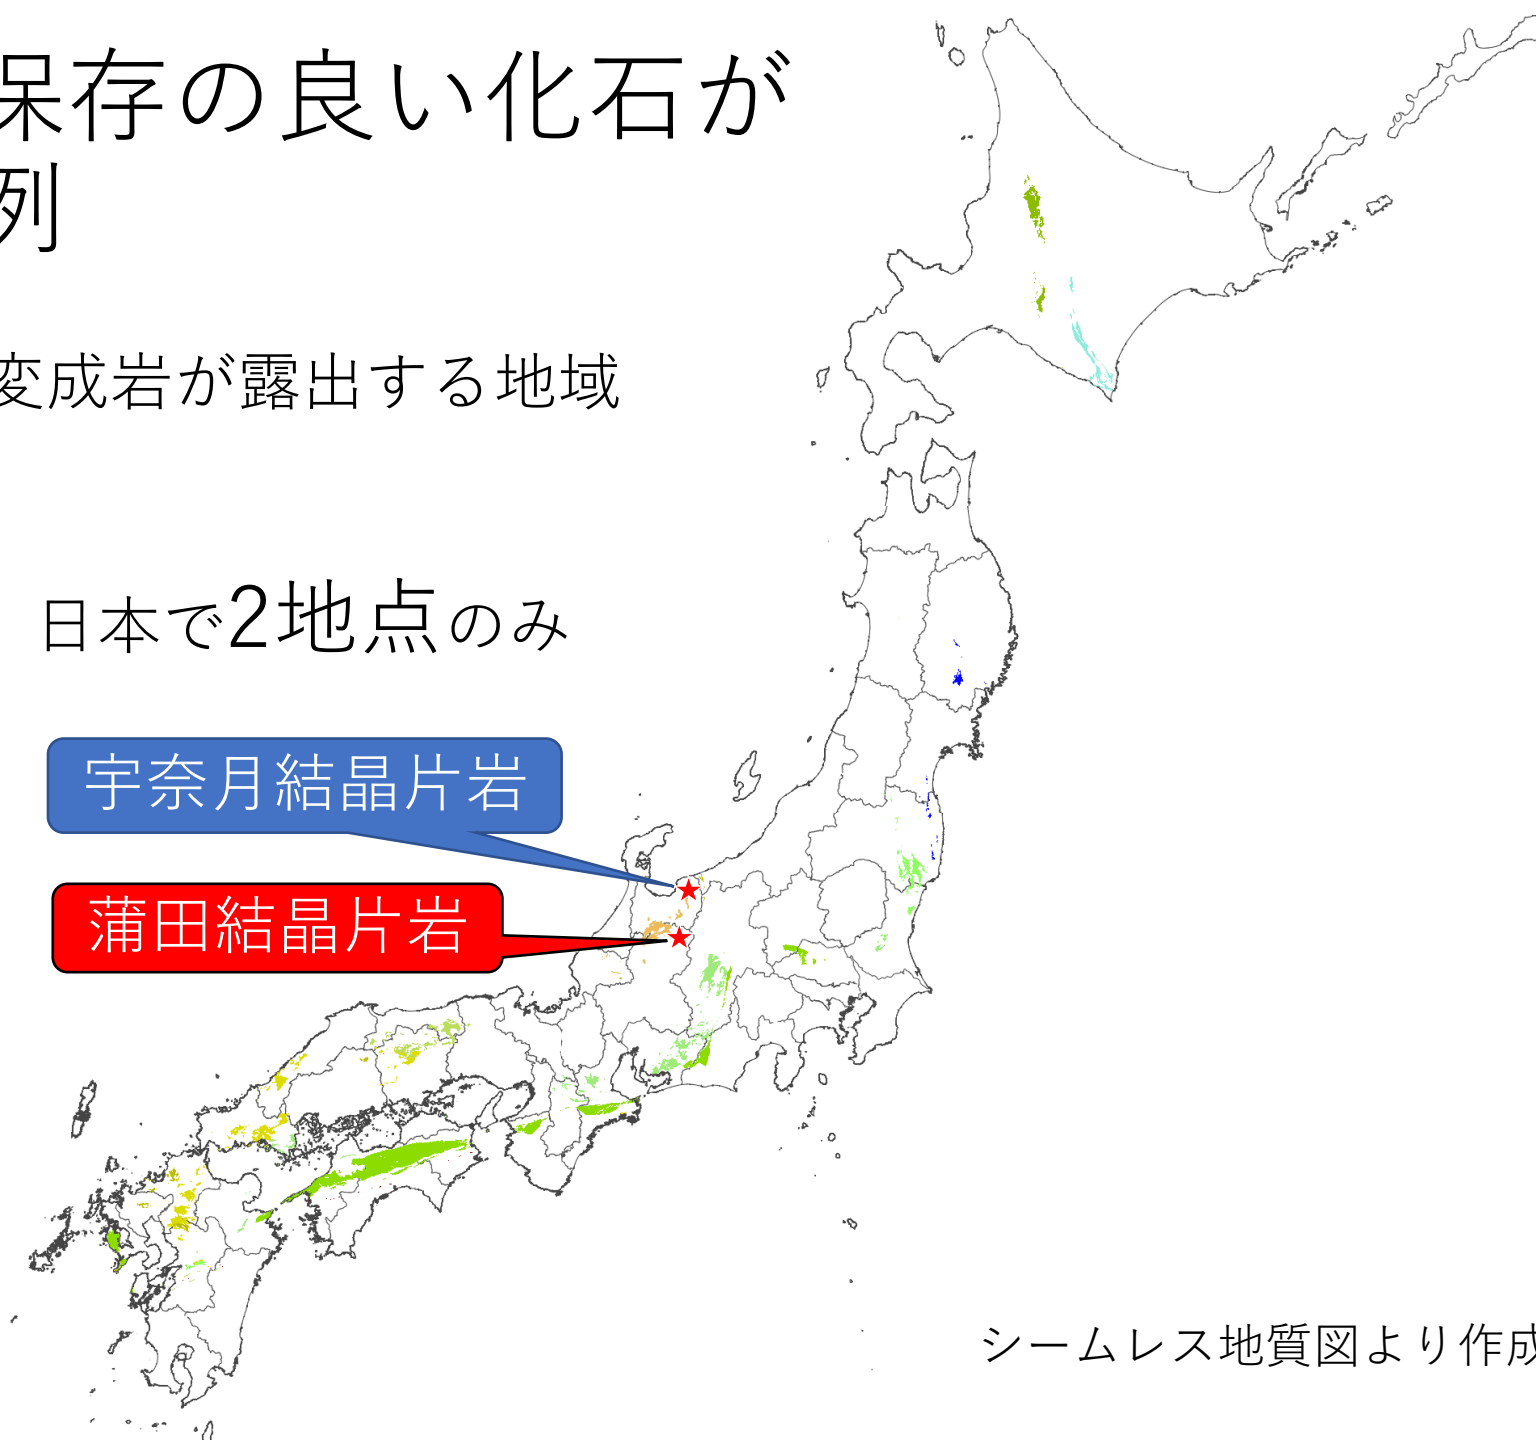 保存の良い化石が
例
変成岩が露出する地域
日本で2地点のみ
宇奈月結晶片岩
蒲田結晶片岩
シームレス地質図より作成